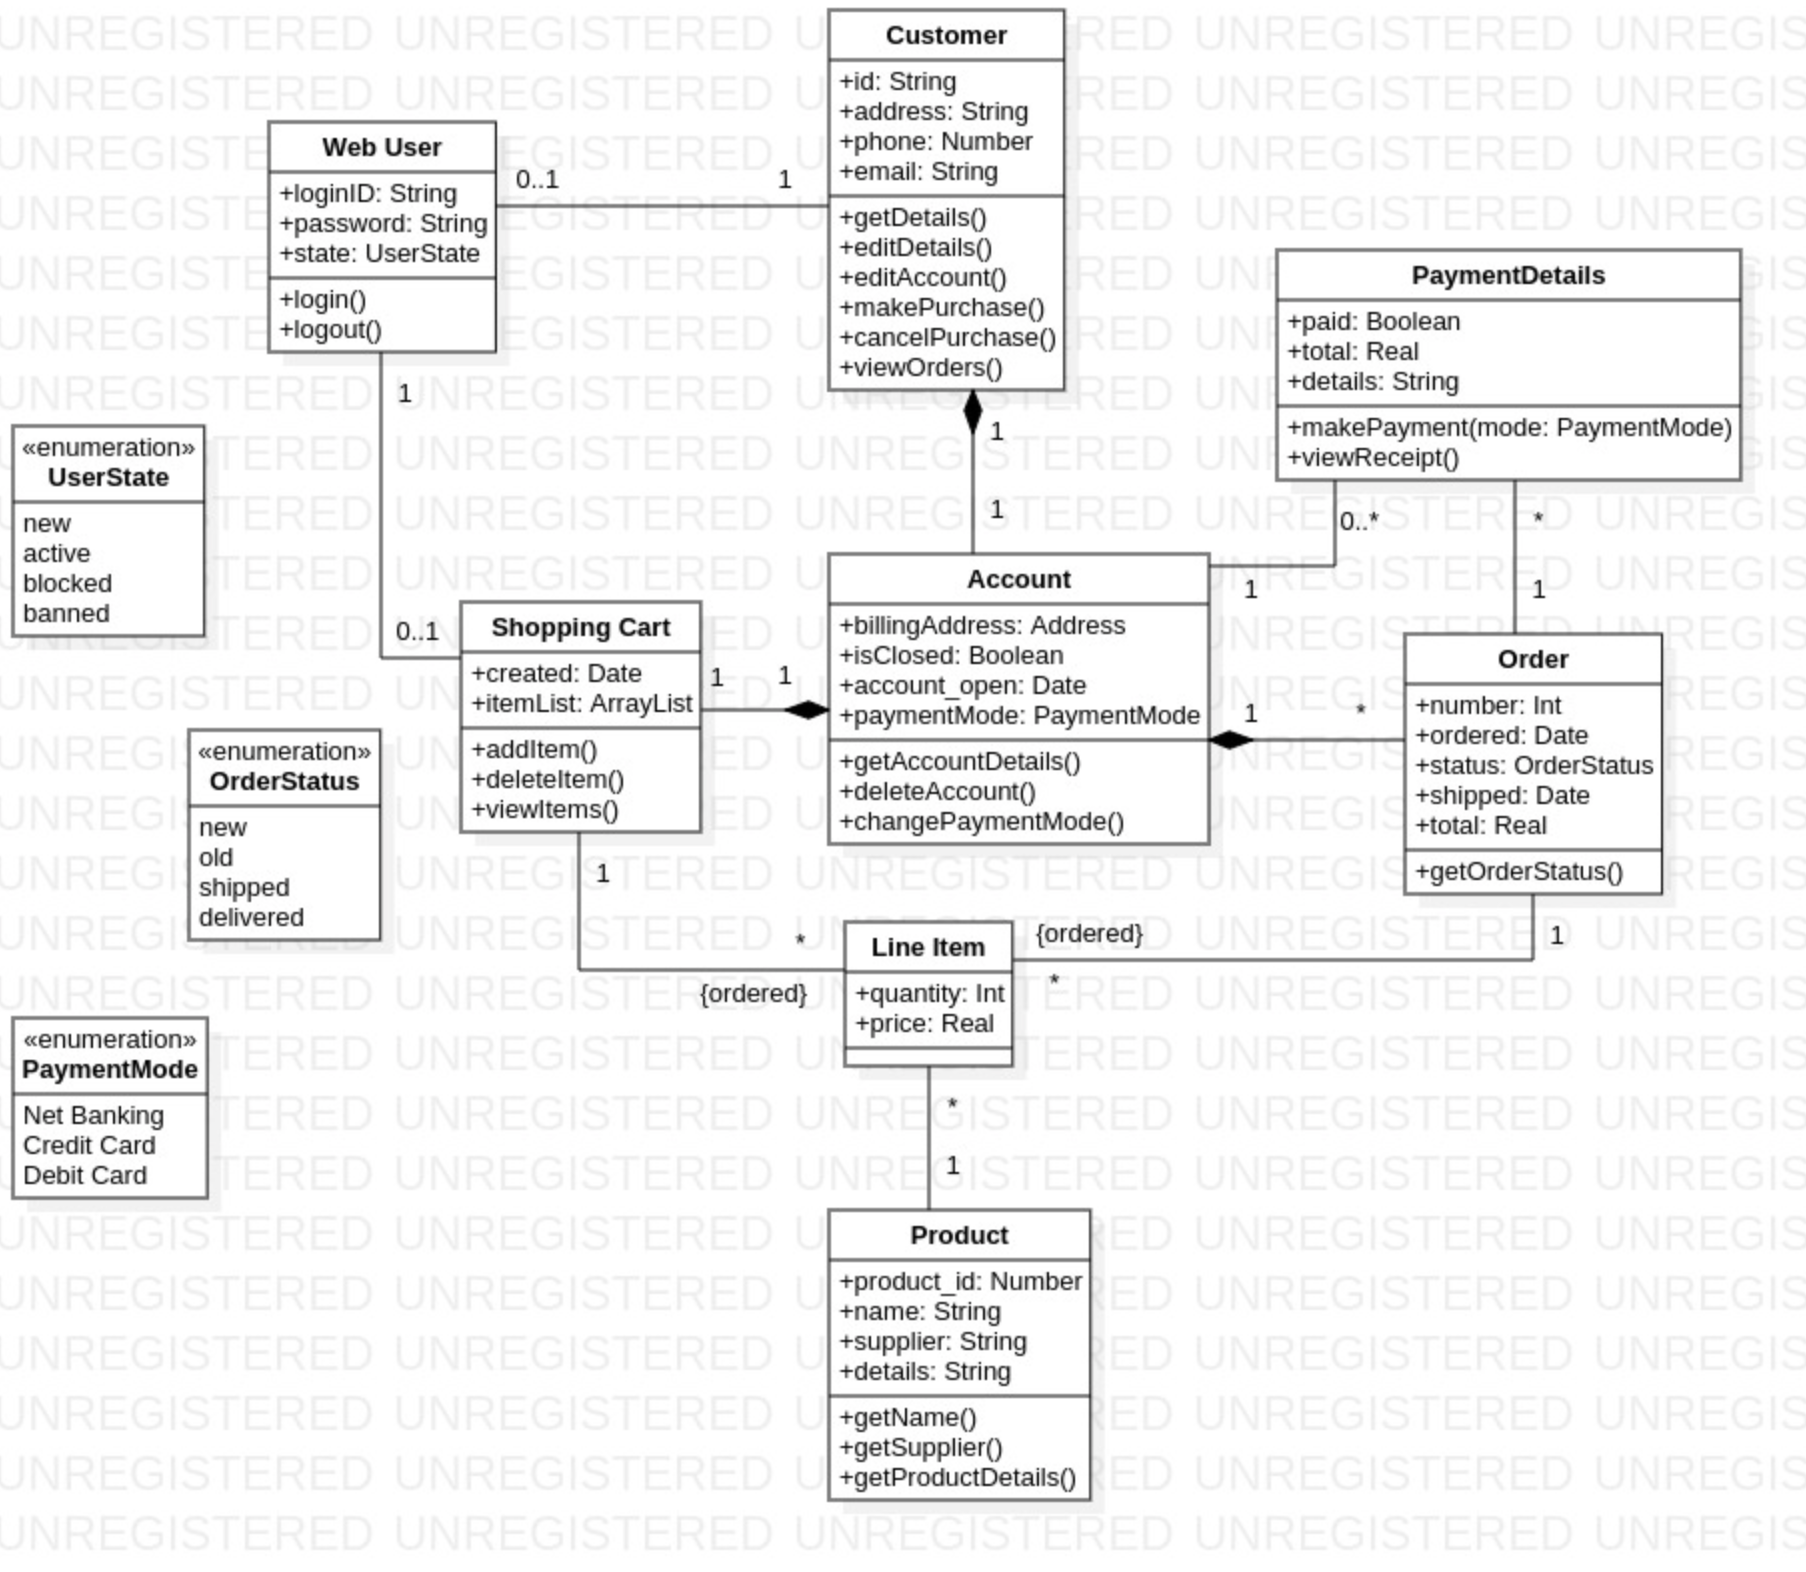 Customer
+id: String
+address: String
+phone: Number
+email: String
+getDetails()
+editDetails()
+editAccount()
+makePurchase()
+cancelPurchase()
+viewOrders()
Web User
+loginID: String
+password: String
+state: UserState
+login()
+logout()
0..1
1
PaymentDetails
+paid: Boolean
+total: Real
+details: String
+makePayment(mode: PaymentMode)
+viewReceipt()
1
0..1
1
1
0..*
1
*
1
«enumeration»
UserState
new
active
blocked
banned
Shopping Cart
+created: Date
+itemList: ArrayList
+addItem()
+deleteItem()
+viewItems()
1
1
Account
+billingAddress: Address
+isClosed: Boolean
+account_open: Date
+paymentMode: PaymentMode
+getAccountDetails()
+deleteAccount()
+changePaymentMode()
1
*
Order
+number: Int
+ordered: Date
+status: OrderStatus
+shipped: Date
+total: Real
+getOrderStatus()
«enumeration»
OrderStatus
new
old
shipped
delivered
1
*
{ordered}
Line Item
+quantity: Int
+price: Real
{ordered}
*
1
«enumeration»
PaymentMode
Net Banking
Credit Card
Debit Card
*
1
Product
+product_id: Number
+name: String
+supplier: String
+details: String
+getName()
+getSupplier()
+getProductDetails()
UNREGISTERED